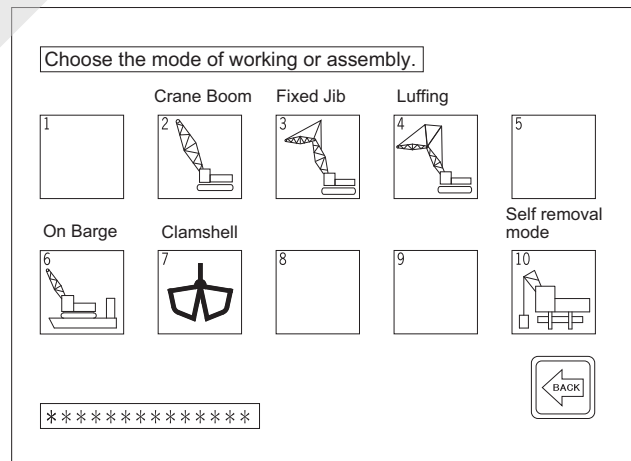 Choose the mode of working or assembly.
Crane Boom Fixed Jib Luffing
1 2 3 4 5
On Barge Clamshell Self removal
mode
6 7 8 9 10
BACK
*************​*